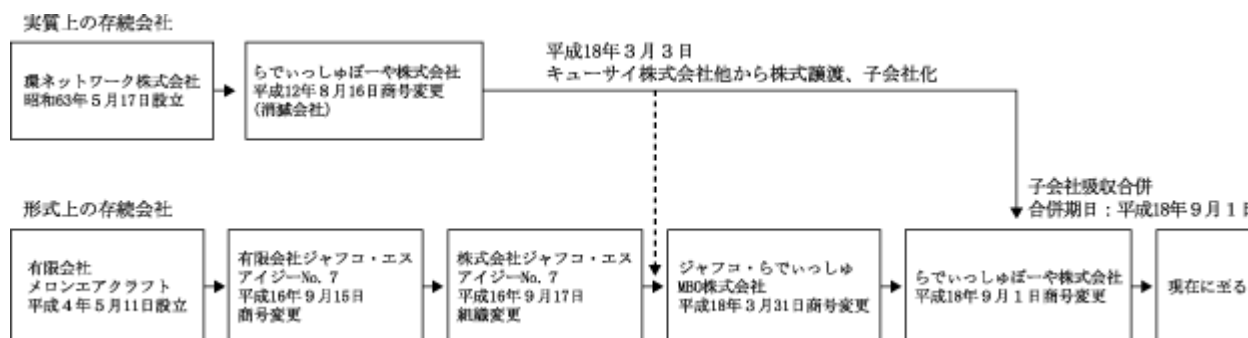 実質上の存続会社
環ネットワーク株式会社
昭和63年５月17日設立
らでぃっしゅぼーや株式会社
平成12年８月16日商号変更
(消滅会社)
平成18年３月３日
キューサイ株式会社他から株式譲渡、子会社化
子会社吸収合併
合併期日：平成18年９月１日
形式上の存続会社
有限会社
メロンエアクラフト
平成４年５月11日設立
有限会社ジャフコ・エス
アイジーNo.７
平成16年９月15日
商号変更
株式会社ジャフコ・エス
アイジーNo.７
平成16年９月17日
組織変更
ジャフコ・らでぃっしゅ
MBO株式会社
平成18年３月31日商号変更
らでぃっしゅぼーや株式会社
平成18年９月１日商号変更
現在に至る